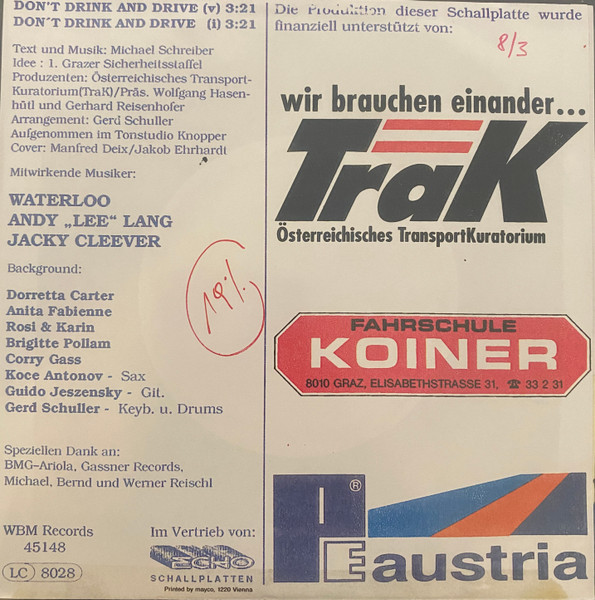 DON'T DRINK AND DRIVE (v) 3:21
DON'T DRINK AND DRIVE (i) 3:21
Text und Musik: Michael Schreiber
Idee : 1. Grazer Sicherheitsstaffel
Produzenten: Österreichisches Transport-
Kuratorium(TraK)/Präs. Wolfgang Hasen-
hütl und Gerhard Reisenhofer
Arrangement: Gerd Schuller
Aufgenommen im Tonstudio Knopper
Cover: Manfred Deix/Jakob Ehrhardt
Mitwirkende Musiker:
WATERLOO
ANDY „LEE“ LANG
JACKY CLEEVER
Background:
Dorretta Carter
Anita Fabienne
Rosi & Karin
Brigitte Pollam
Corry Gass
Koce Antonov - Sax
Guido Jeszensky - Git.
Gerd Schuller - Keyb. u. Drums
Speziellen Dank an:
BMG-Ariola, Gassner Records,
Michael, Bernd und Werner Reischl
WBM Records
45148
LC 8028
Im Vertrieb von:
ECHO
SCHALLPLATTEN
Printed by mayco, 1220 Vienna
19%
Die Produktion dieser Schallplatte wurde
finanziell unterstützt von:
8/3
wir brauchen einander...
TraK
Österreichisches TransportKuratorium
FAHRSCHULE
KOINER
8010 GRAZ, ELISABETHSTRASSE 31, ☎ 33 2 31
PE ®
austria